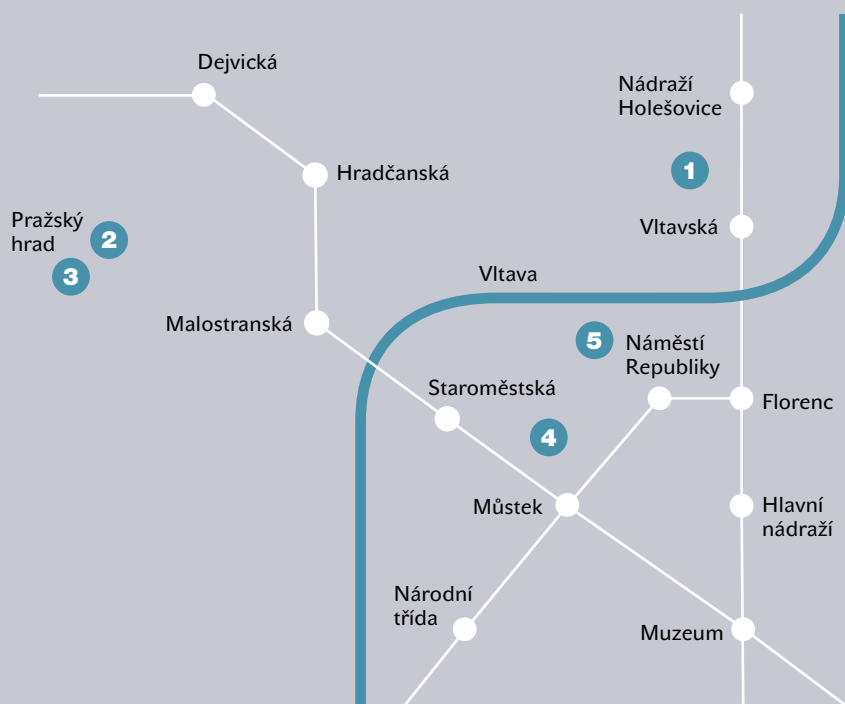 Dejvická
Nádraží
Holešovice
1
Hradčanská
Pražský
hrad
2
3
Vltavská
Vltava
Malostranská
5
Náměstí
Republiky
Staroměstská
Florenc
4
Můstek
Hlavní
nádraží
Národní
třída
Muzeum